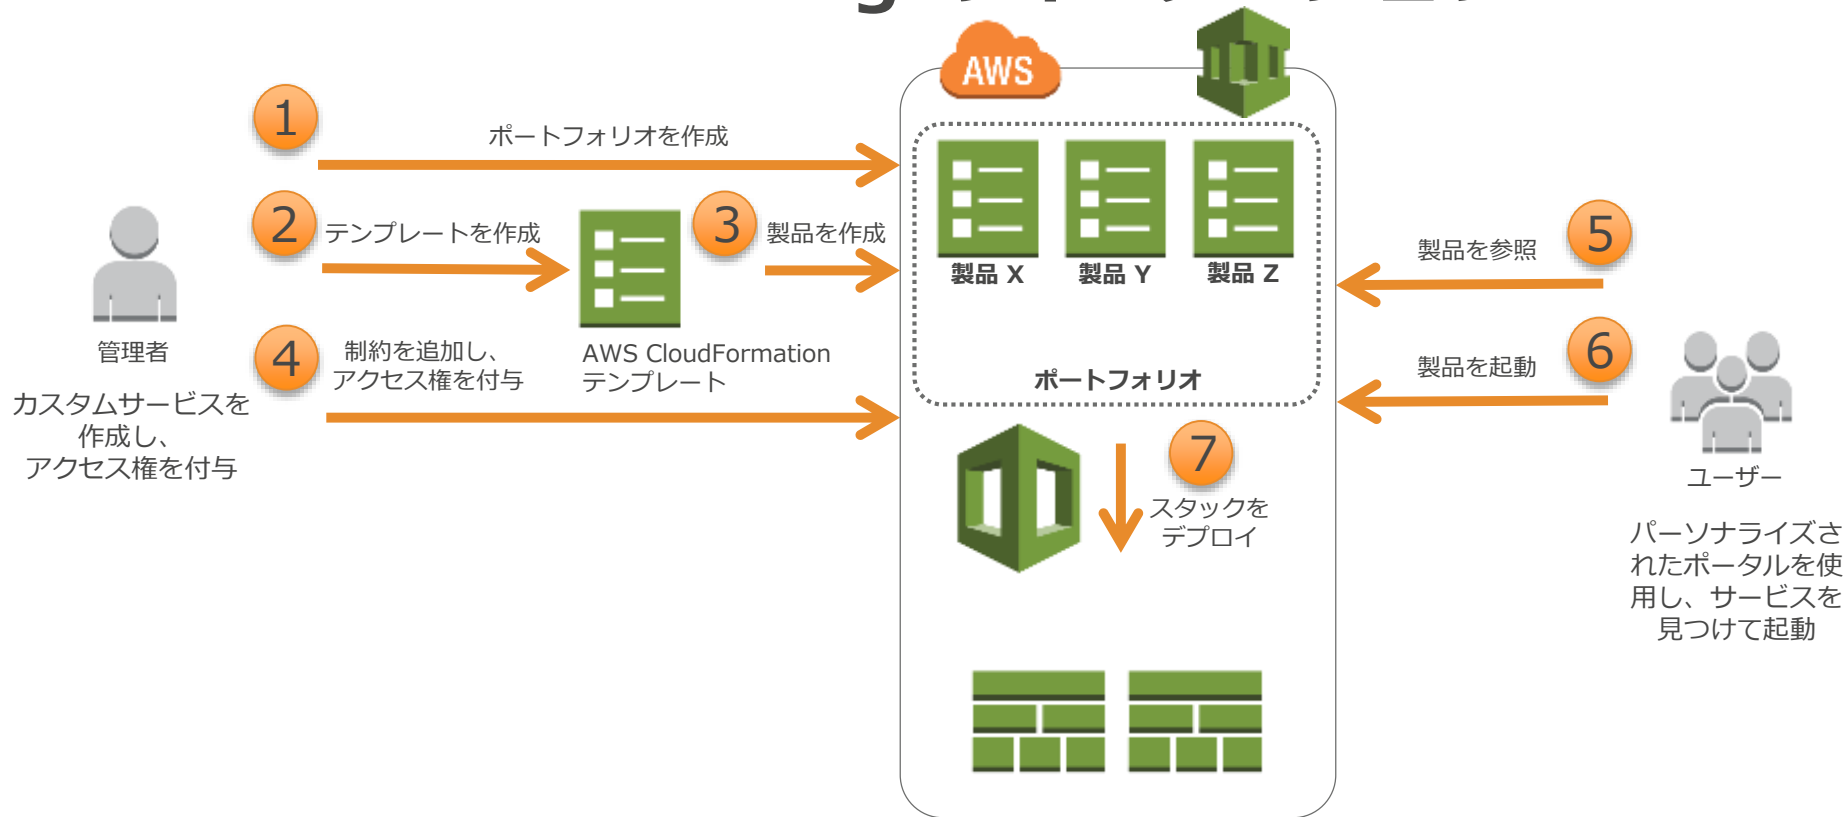 AWS
1
ポートフォリオを作成
2
テンプレートを作成
3
製品を作成
製品 X
製品 Y
製品 Z
5
製品を参照
管理者
4
制約を追加し、
アクセス権を付与
AWS CloudFormation
テンプレート
ポートフォリオ
6
製品を起動
カスタムサービスを
作成し、
アクセス権を付与
7
スタックを
デプロイ
ユーザー
パーソナライズさ
れたポータルを使
用し、サービスを
見つけて起動